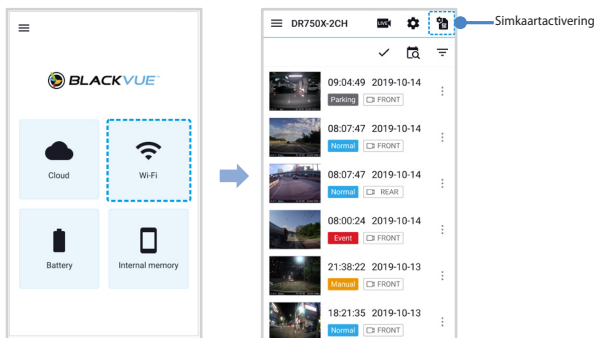 BLACKVUE
Cloud
Wi-Fi
Battery
Internal memory
DR750X-2CH
LIVE
Simkaartactivering
09:04:49 2019-10-14
Parking FRONT
08:07:47 2019-10-14
Normal FRONT
08:07:47 2019-10-14
Normal REAR
08:00:24 2019-10-14
Event FRONT
21:38:22 2019-10-13
Manual FRONT
18:21:35 2019-10-13
Normal FRONT